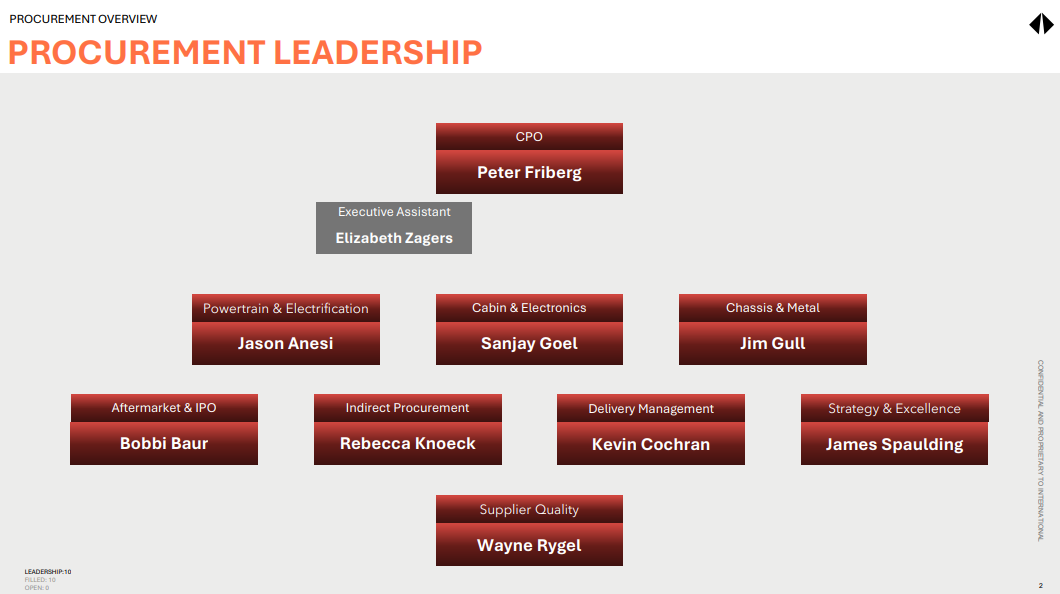 PROCUREMENT OVERVIEW
PROCUREMENT LEADERSHIP
CPO
Peter Friberg
Executive Assistant
Elizabeth Zagers
Powertrain & Electrification
Jason Anesi
Cabin & Electronics
Sanjay Goel
Chassis & Metal
Jim Gull
Aftermarket & IPO
Bobbi Baur
Indirect Procurement
Rebecca Knoeck
Delivery Management
Kevin Cochran
Strategy & Excellence
James Spaulding
Supplier Quality
Wayne Rygel
LEADERSHIP:10
FILLED: 10
OPEN: 0
CONFIDENTIAL AND PROPRIETARY TO INTERNATIONAL
2